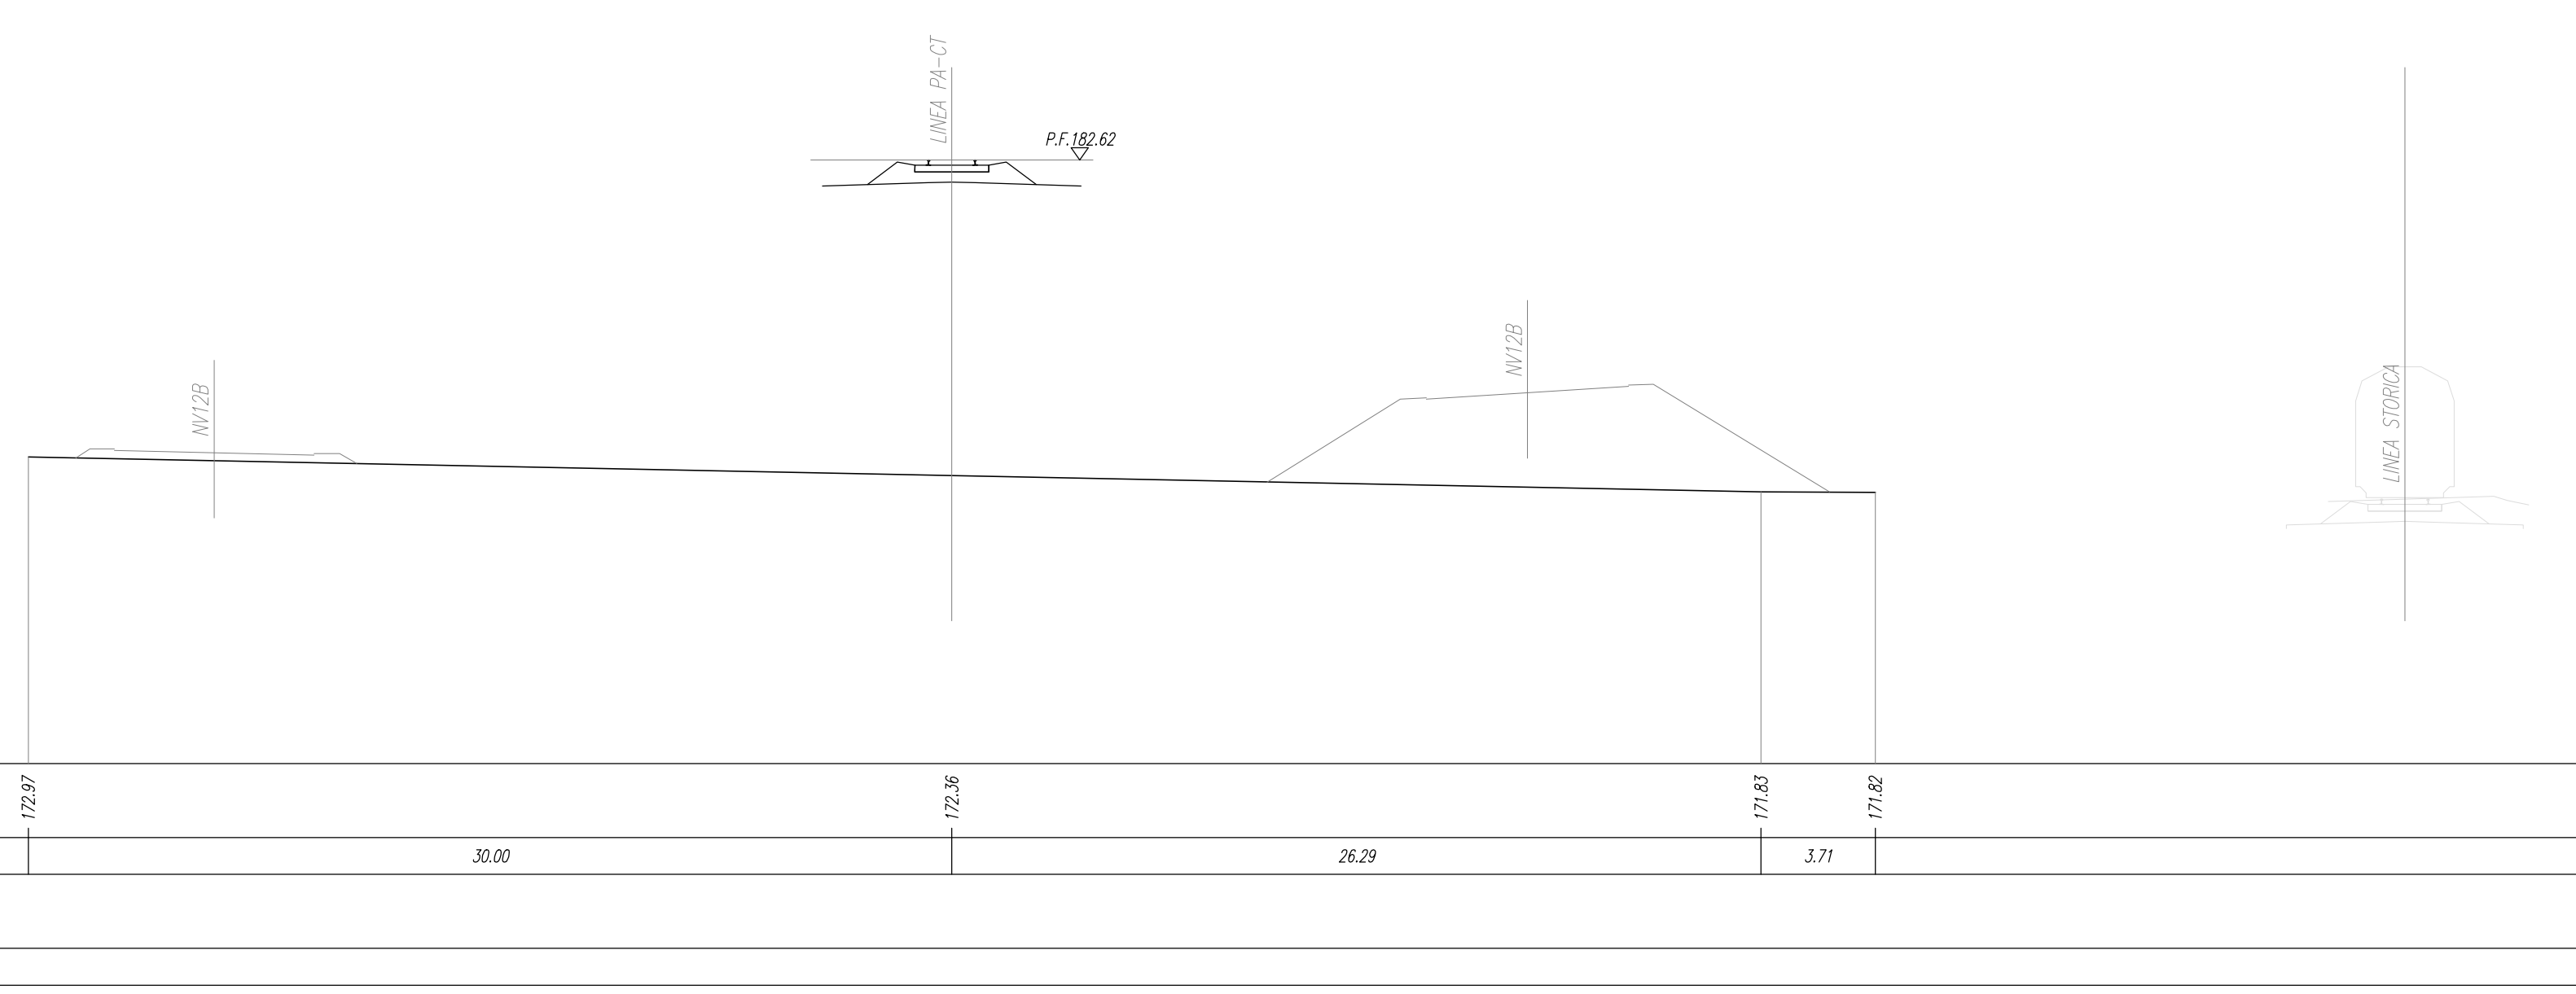 LINEA PA-CT
P.F.182.62
NV12B
NV12B
LINEA STORICA
172.97
172.36
171.83
171.82
30.00
26.29
3.71